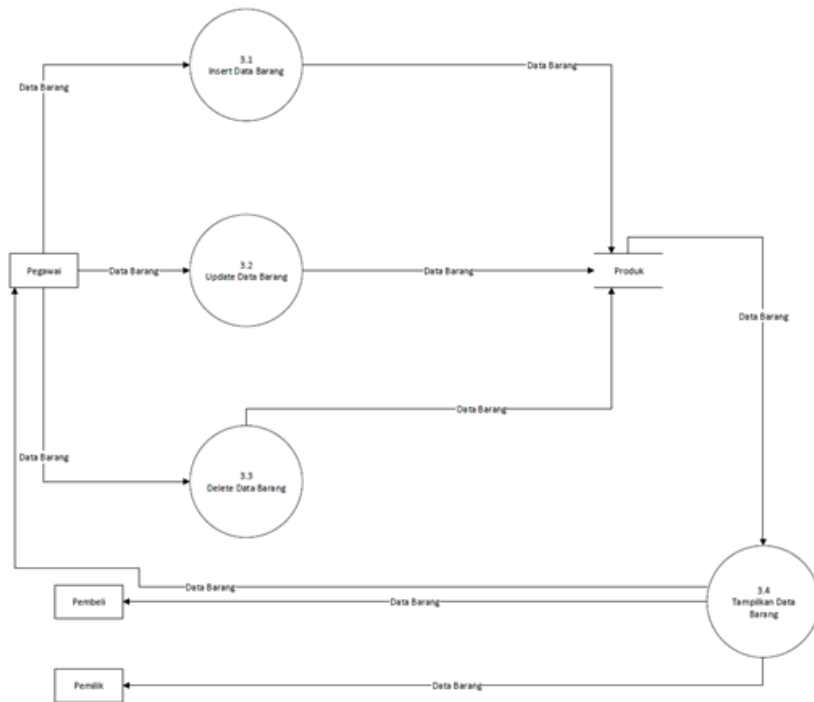 3.1
Insert Data Barang
Data Barang
Data Barang
3.2
Update Data Barang
Pegawai
Data Barang
Data Barang
Produk
Data Barang
Data Barang
Data Barang
3.3
Delete Data Barang
Data Barang
3.4
Tampilkan Data
Barang
Pembeli
Data Barang
Pemilik
Data Barang